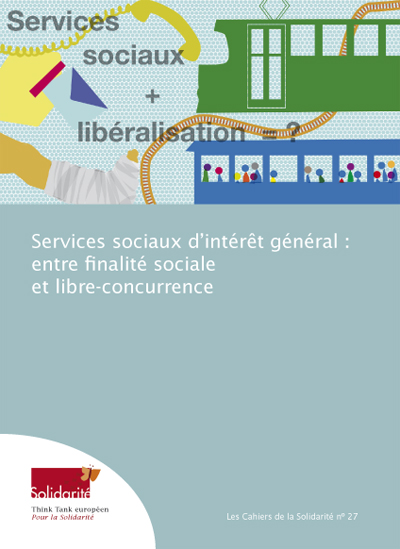 Services
sociaux
+
libéralisation = ?
Services sociaux d'intérêt général :
entre finalité sociale
et libre-concurrence
Solidarité
Think Tank européen
Pour la Solidarité
Les Cahiers de la Solidarité n° 27